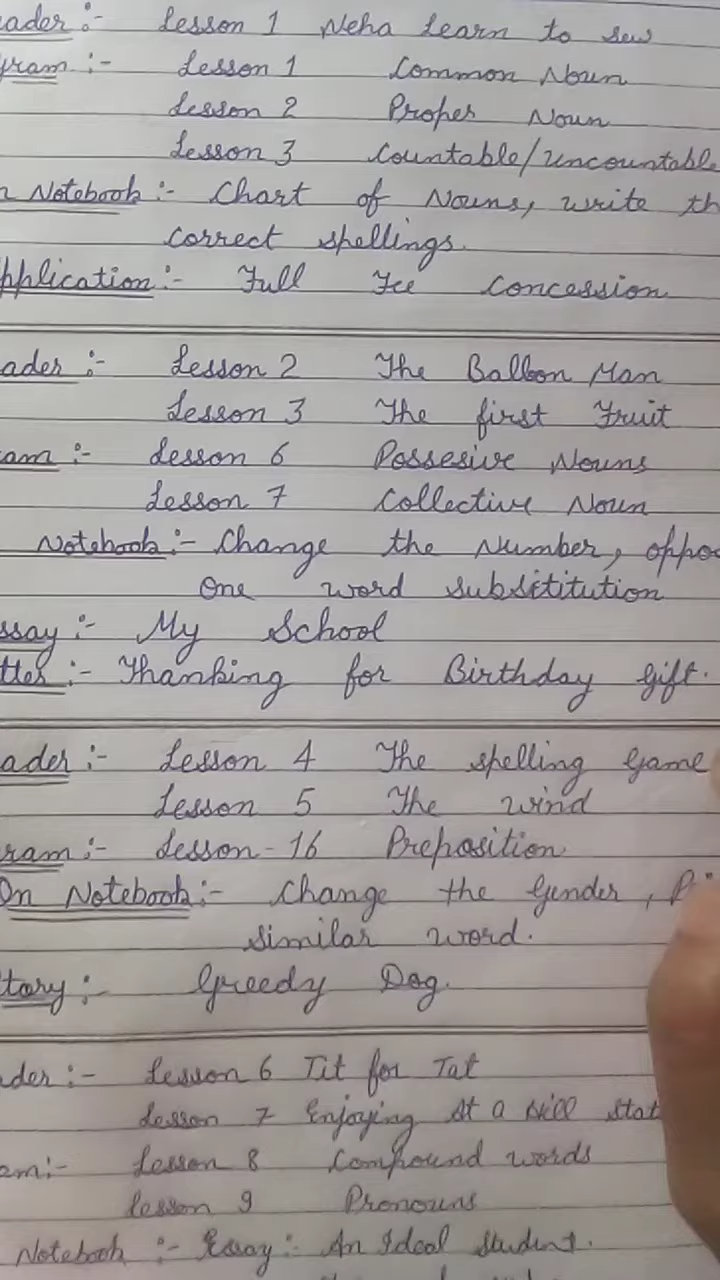 ader :- Lesson 1 Neha Learn to sew
gram :- Lesson 1 Common Noun
Lesson 2 Proper Noun
Lesson 3 Countable/Uncountable
n Notebook :- Chart of Nouns, write th
correct spellings.
pplication :- Full Fee Concession
ader :- Lesson 2 The Balloon Man
Lesson 3 The first Fruit
am :- Lesson 6 Possesive Nouns
Lesson 7 Collective Noun
Notebook :- Change the Number, oppo
One word substitution
ssay :- My School
tter :- Thanking for Birthday Gift.
ader :- Lesson 4 The spelling Game
Lesson 5 The wind
ram :- Lesson - 16 Preposition
On Notebook :- Change the Gender,
similar word.
tory :- Greedy Dog.
der :- Lesson 6 Tit for Tat
Lesson 7 Enjoying At a Hill Stat
am :- Lesson 8 Compound words
Lesson 9 Pronouns
Notebook :- Essay :- An Ideal Student.